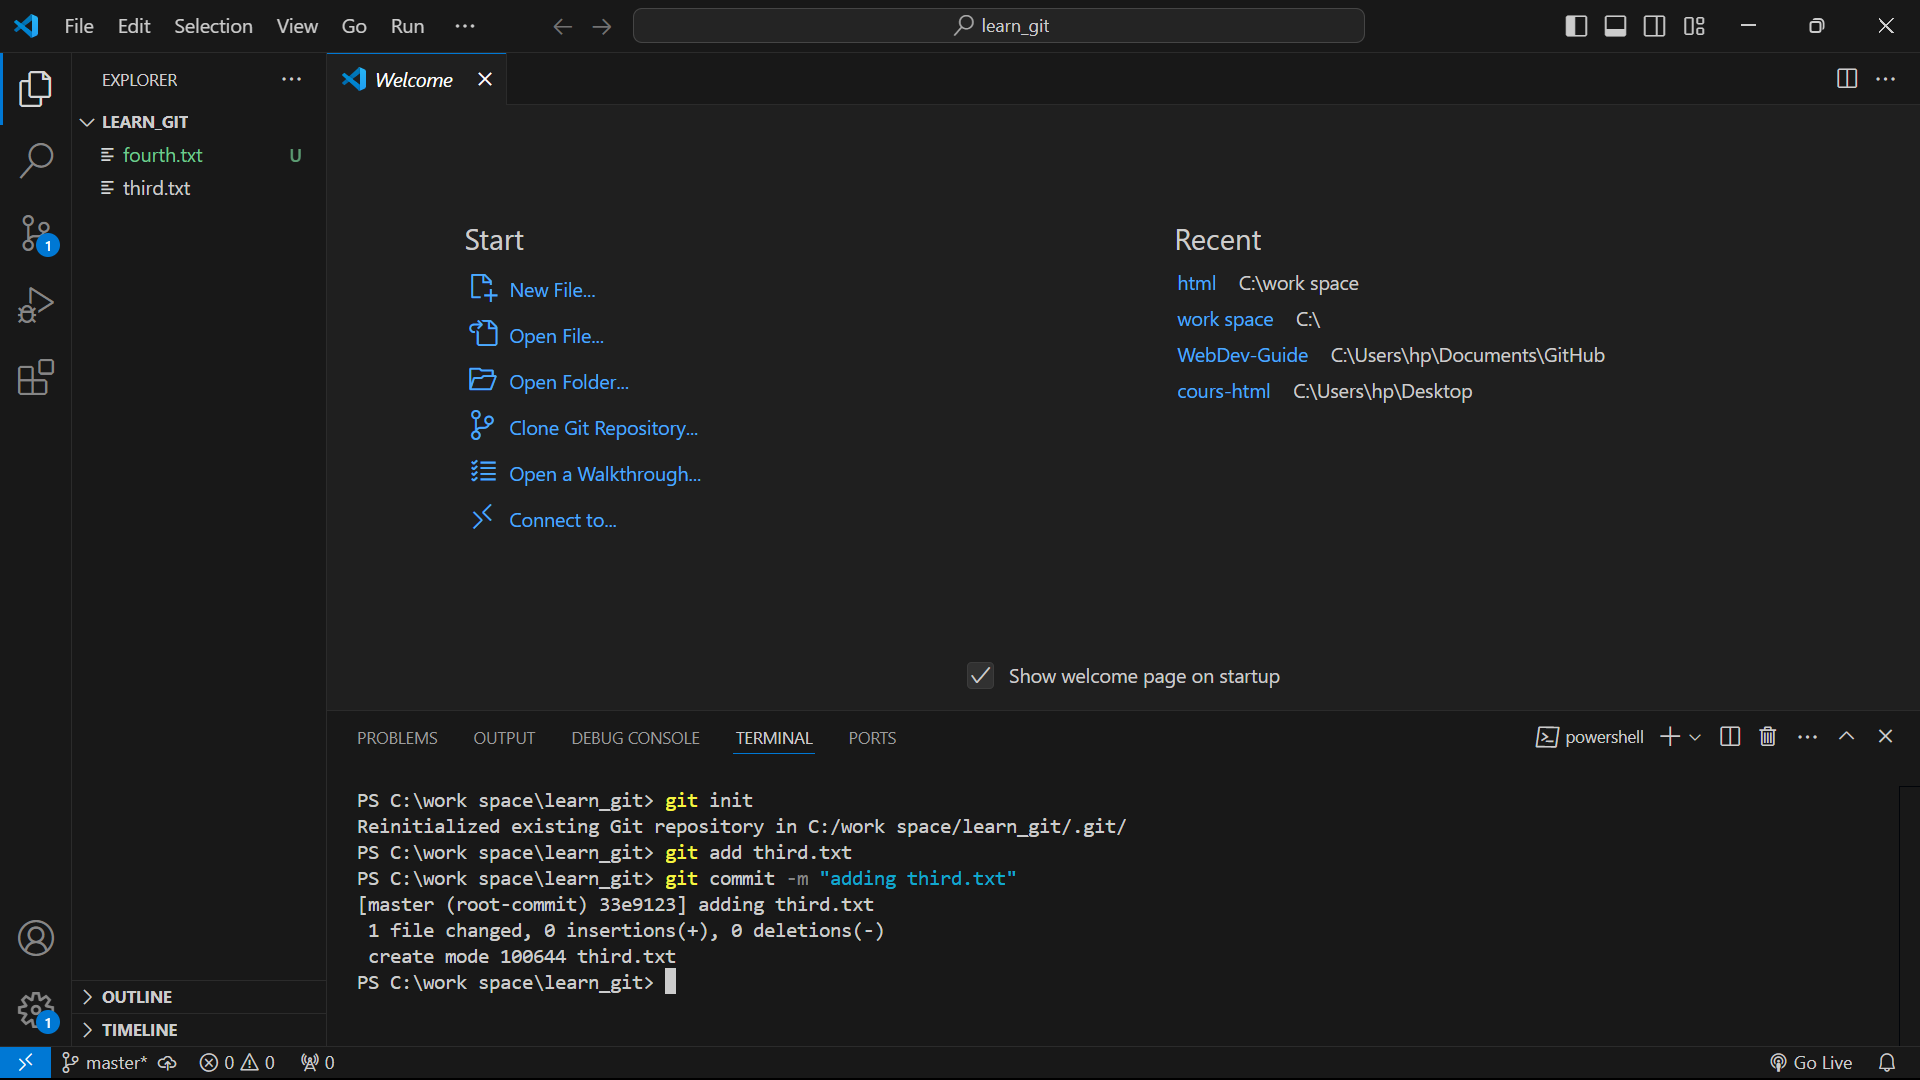 File Edit Selection View Go Run ···
learn_git
EXPLORER ···
Welcome
LEARN_GIT
fourth.txt U
third.txt
1
Start
New File...
Open File...
Open Folder...
Clone Git Repository...
Open a Walkthrough...
Connect to...
Recent
html C:\work space
work space C:\
WebDev-Guide C:\Users\hp\Documents\GitHub
cours-html C:\Users\hp\Desktop
Show welcome page on startup
PROBLEMS OUTPUT DEBUG CONSOLE TERMINAL PORTS
powershell
PS C:\work space\learn_git> git init
Reinitialized existing Git repository in C:/work space/learn_git/.git/
PS C:\work space\learn_git> git add third.txt
PS C:\work space\learn_git> git commit -m "adding third.txt"
[master (root-commit) 33e9123] adding third.txt
 1 file changed, 0 insertions(+), 0 deletions(-)
 create mode 100644 third.txt
PS C:\work space\learn_git>
OUTLINE
1
TIMELINE
master* 0 0 0
Go Live